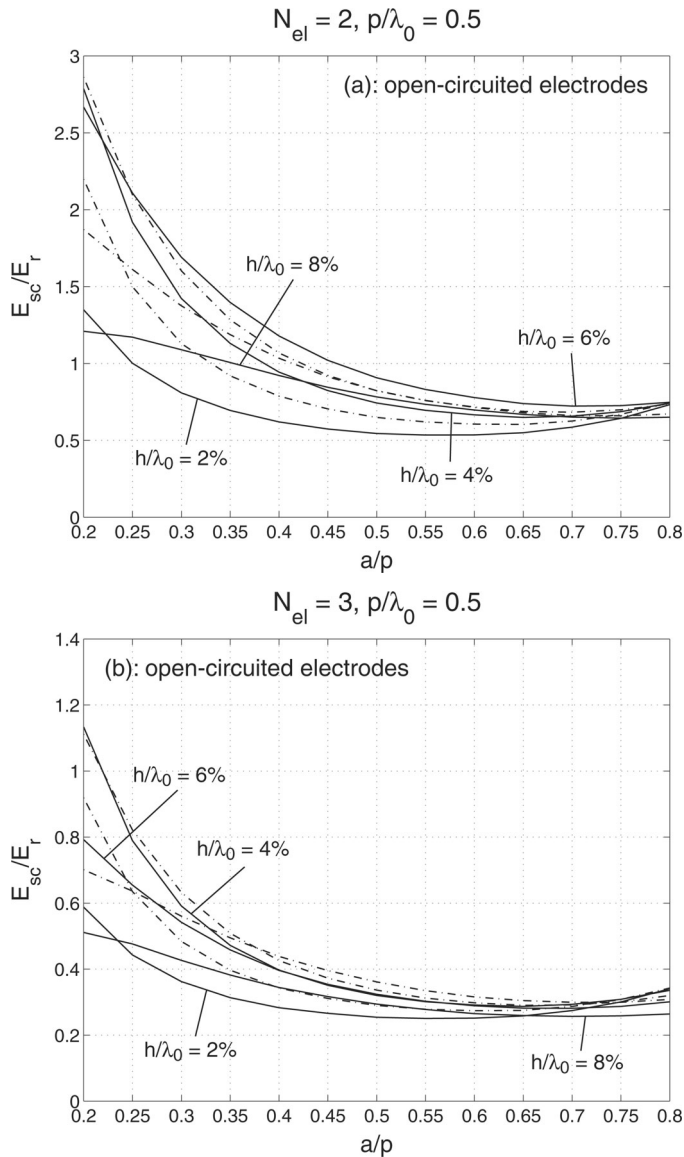 N_el = 2, p/λ_0 = 0.5
3
(a): open-circuited electrodes
2.5
2
h/λ_0 = 8%
E_sc/E_r
1.5
h/λ_0 = 6%
1
0.5
h/λ_0 = 2%
h/λ_0 = 4%
0
0.2 0.25 0.3 0.35 0.4 0.45 0.5 0.55 0.6 0.65 0.7 0.75 0.8
a/p
N_el = 3, p/λ_0 = 0.5
1.4
(b): open-circuited electrodes
1.2
1
h/λ_0 = 6%
0.8
h/λ_0 = 4%
E_sc/E_r
0.6
0.4
0.2
h/λ_0 = 2%
h/λ_0 = 8%
0
0.2 0.25 0.3 0.35 0.4 0.45 0.5 0.55 0.6 0.65 0.7 0.75 0.8
a/p